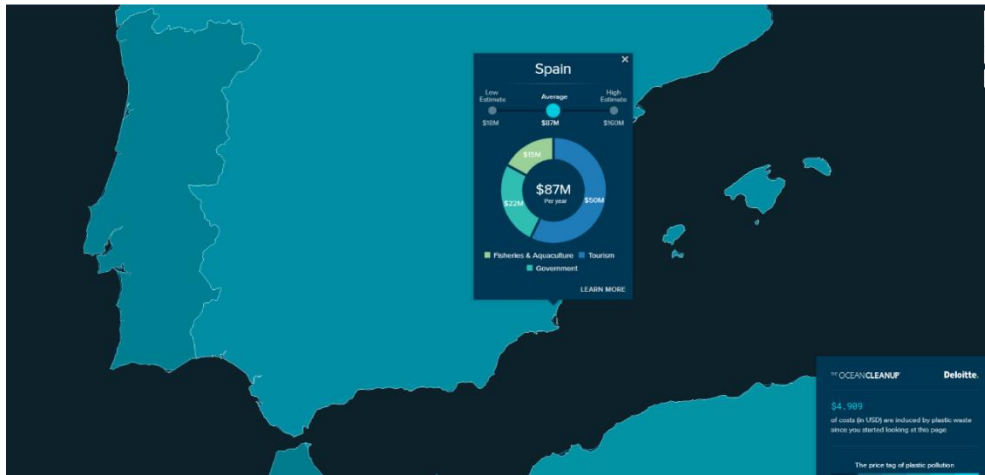 Spain
×
Low
Estimate
Average
High
Estimate
$18M
$87M
$160M
$15M
$22M
$50M
$87M
Per year
Fisheries & Aquaculture
Tourism
Government
LEARN MORE
THE OCEANCLEANUP
Deloitte.
$4.909
of costs (in USD) are induced by plastic waste
since you started looking at this page
The price tag of plastic pollution